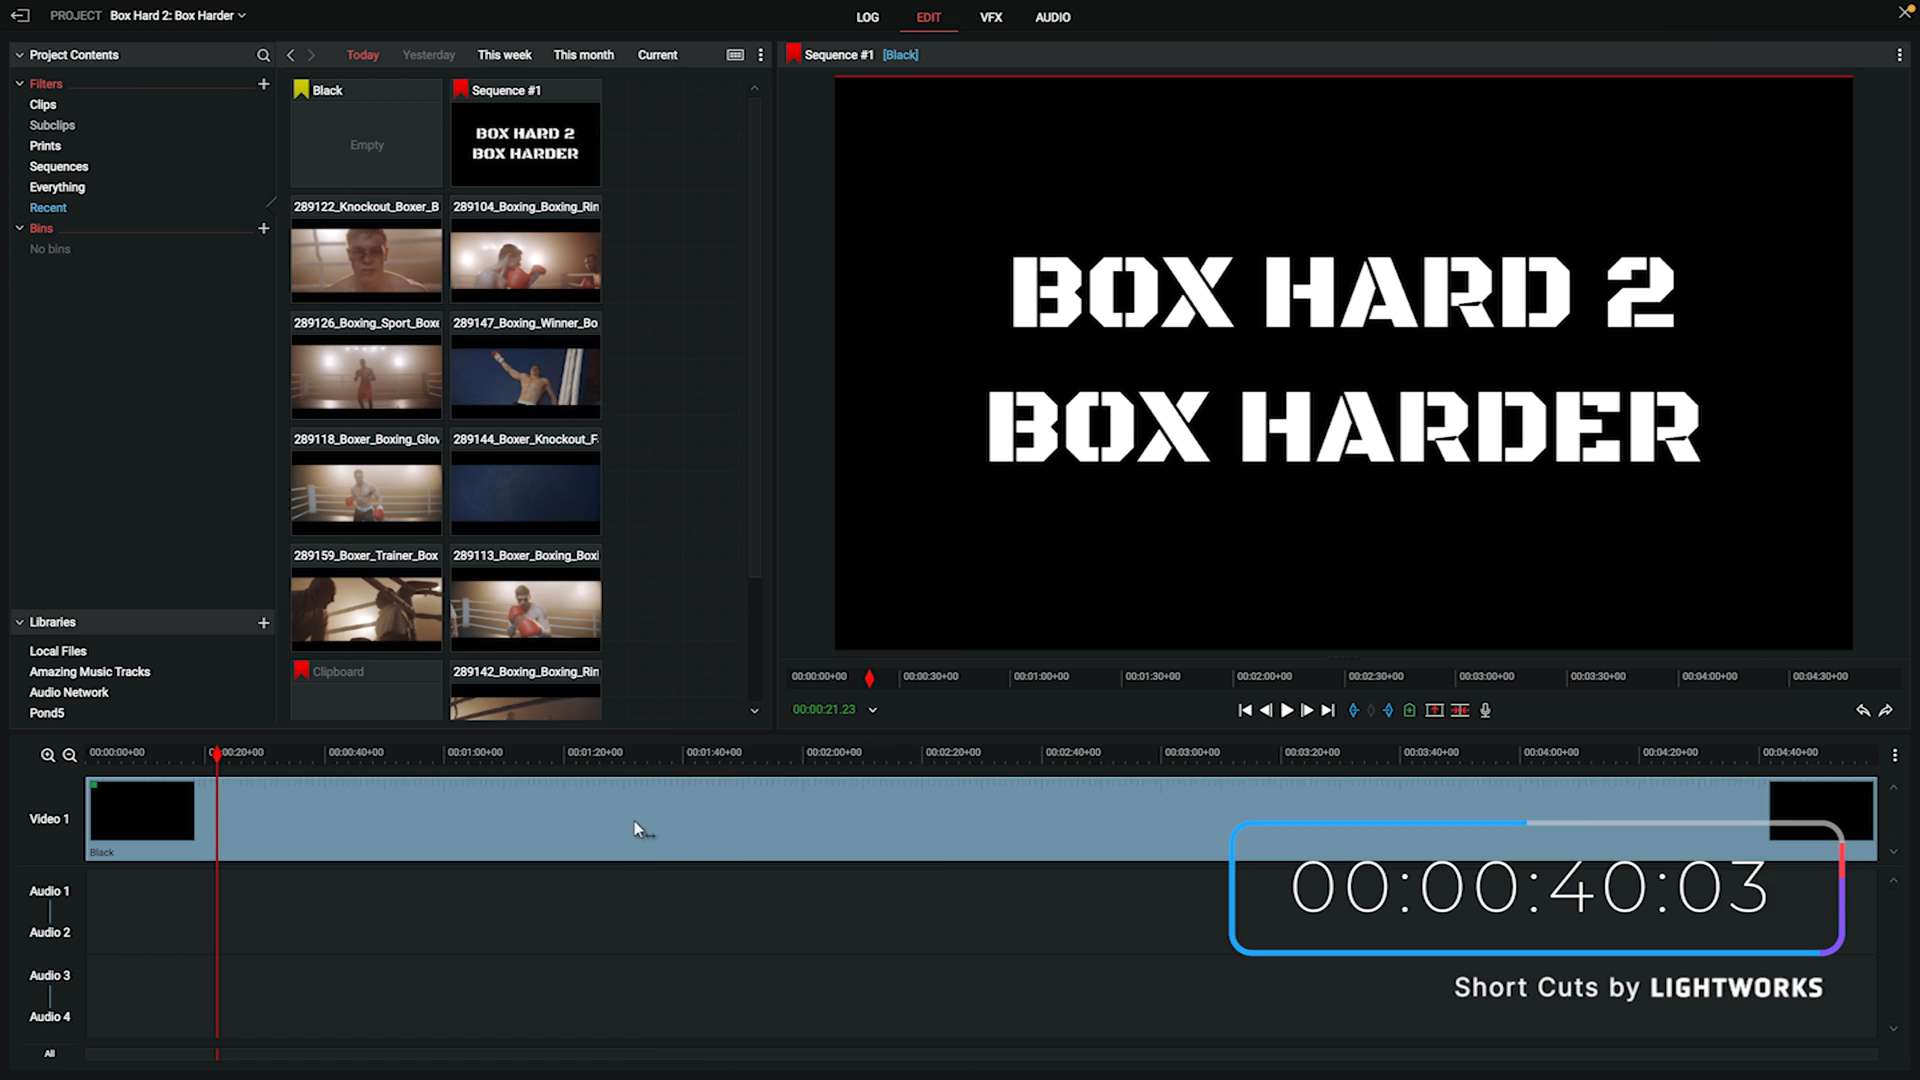 PROJECT Box Hard 2: Box Harder
LOG EDIT VFX AUDIO
Project Contents
Filters
Clips
Subclips
Prints
Sequences
Everything
Recent
Bins
No bins
Libraries
Local Files
Amazing Music Tracks
Audio Network
Pond5
Today Yesterday This week This month Current
Black
Empty
Sequence #1
BOX HARD 2
BOX HARDER
289122_Knockout_Boxer_B
289104_Boxing_Boxing_Rin
289126_Boxing_Sport_Boxe
289147_Boxing_Winner_Bo
289118_Boxer_Boxing_Glov
289144_Boxer_Knockout_F
289159_Boxer_Trainer_Box
289113_Boxer_Boxing_Boxi
Clipboard
289142_Boxing_Boxing_Rin
Sequence #1 [Black]
BOX HARD 2
BOX HARDER
00:00:00+00 00:00:30+00 00:01:00+00 00:01:30+00 00:02:00+00 00:02:30+00 00:03:00+00 00:03:30+00 00:04:00+00 00:04:30+00
00:00:21.23
00:00:00+00 00:00:20+00 00:00:40+00 00:01:00+00 00:01:20+00 00:01:40+00 00:02:00+00 00:02:20+00 00:02:40+00 00:03:00+00 00:03:20+00 00:03:40+00 00:04:00+00 00:04:20+00 00:04:40+00
Video 1
Black
Audio 1
Audio 2
Audio 3
Audio 4
All
00:00:40:03
Short Cuts by LIGHTWORKS